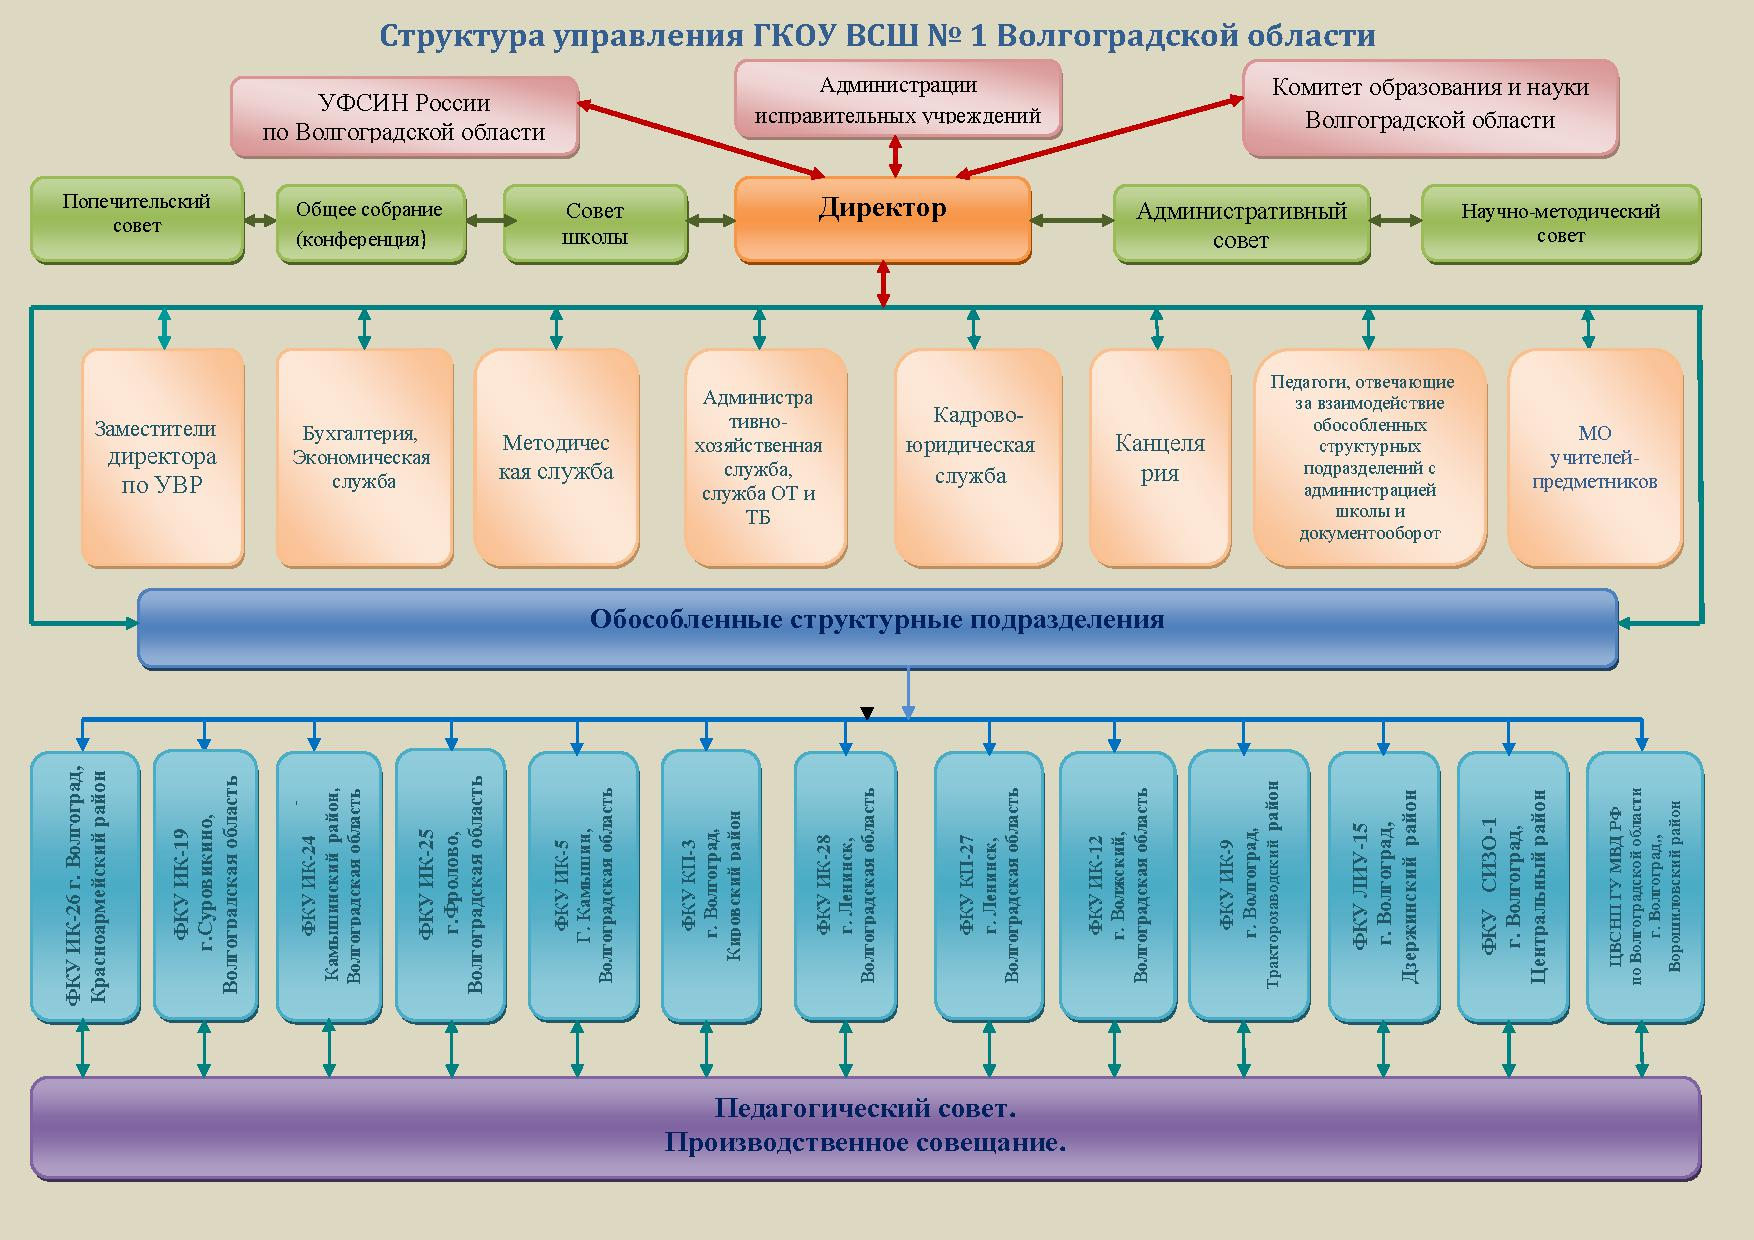 Структура управления ГКОУ ВСШ № 1 Волгоградской области
УФСИН России
по Волгоградской области
Администрации
исправительных учреждений
Комитет образования и науки
Волгоградской области
Попечительский
совет
Общее собрание
(конференция)
Совет
школы
Директор
Административный
совет
Научно-методический
совет
Заместители
директора
по УВР
Бухгалтерия,
Экономическая
служба
Методичес
кая служба
Администра
тивно-
хозяйственная
служба,
служба ОТ и
ТБ
Кадрово-
юридическая
служба
Канцеля
рия
Педагоги, отвечающие
за взаимодействие
обособленных
структурных
подразделений с
администрацией
школы и
документооборот
МО
учителей-
предметников
Обособленные структурные подразделения
ФКУ ИК-26 г. Волгоград,
Красноармейский район
ФКУ ИК-19
г.Суровикино,
Волгоградская область
ФКУ ИК-24
Камышинский район,
Волгоградская область
ФКУ ИК-25
г.Фролово,
Волгоградская область
ФКУ ИК-5
Г. Камышин,
Волгоградская область
ФКУ КП-3
г. Волгоград,
Кировский район
ФКУ ИК-28
г. Ленинск,
Волгоградская область
ФКУ КП-27
г. Ленинск,
Волгоградская область
ФКУ ИК-12
г. Волжский,
Волгоградская область
ФКУ ИК-9
г. Волгоград,
Тракторозаводский район
ФКУ ЛИУ-15
г. Волгоград,
Дзержинский район
ФКУ СИЗО-1
г. Волгоград,
Центральный район
ЦВСНП ГУ МВД РФ
по Волгоградской области
г. Волгоград,,
Ворошиловский район
Педагогический совет.
Производственное совещание.